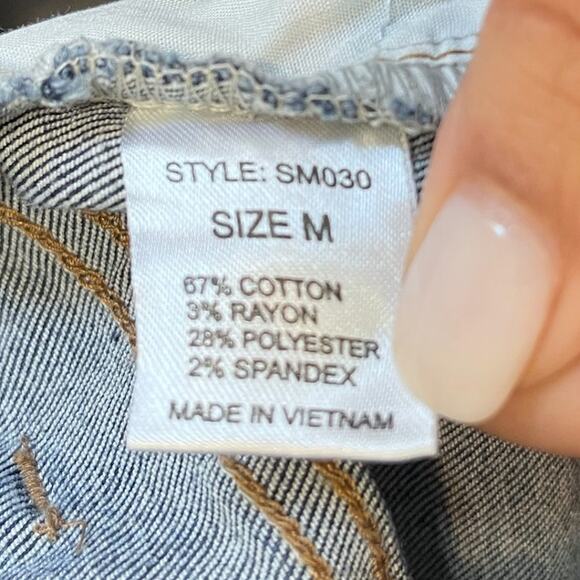 STYLE: SM030
SIZE M
67% COTTON
3% RAYON
28% POLYESTER
2% SPANDEX
MADE IN VIETNAM